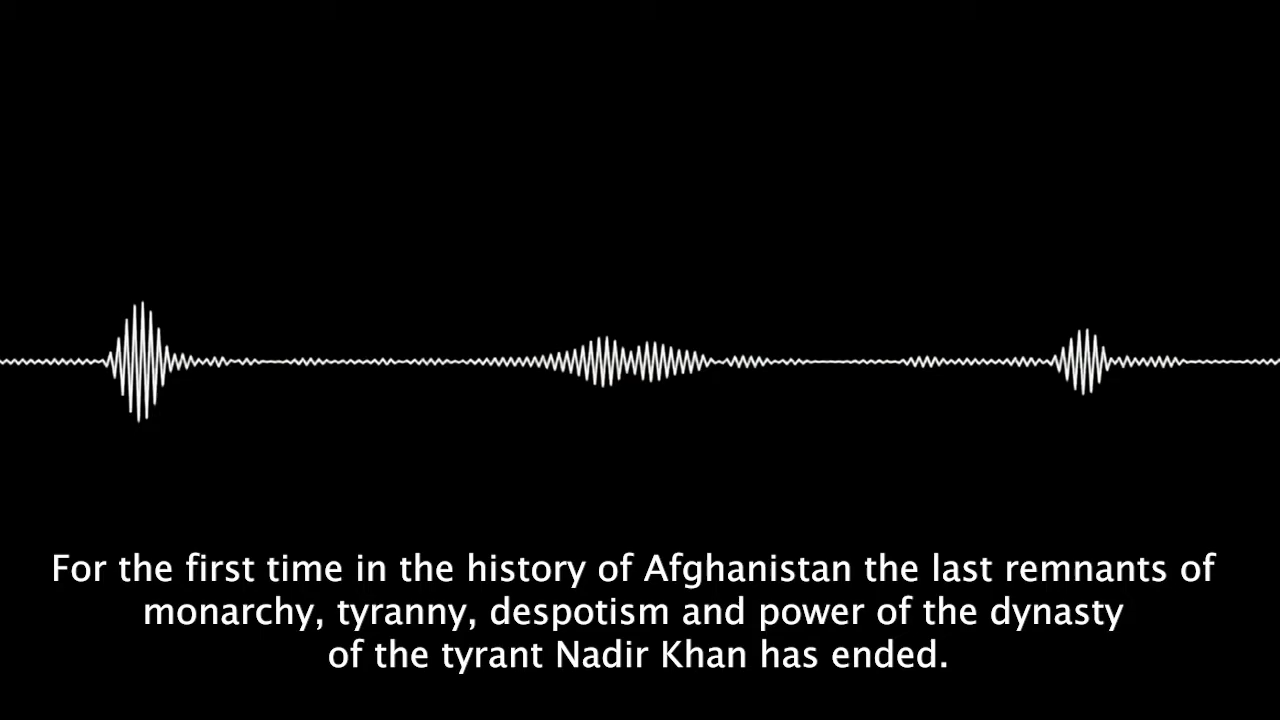 For the first time in the history of Afghanistan the last remnants of
monarchy, tyranny, despotism and power of the dynasty
of the tyrant Nadir Khan has ended.